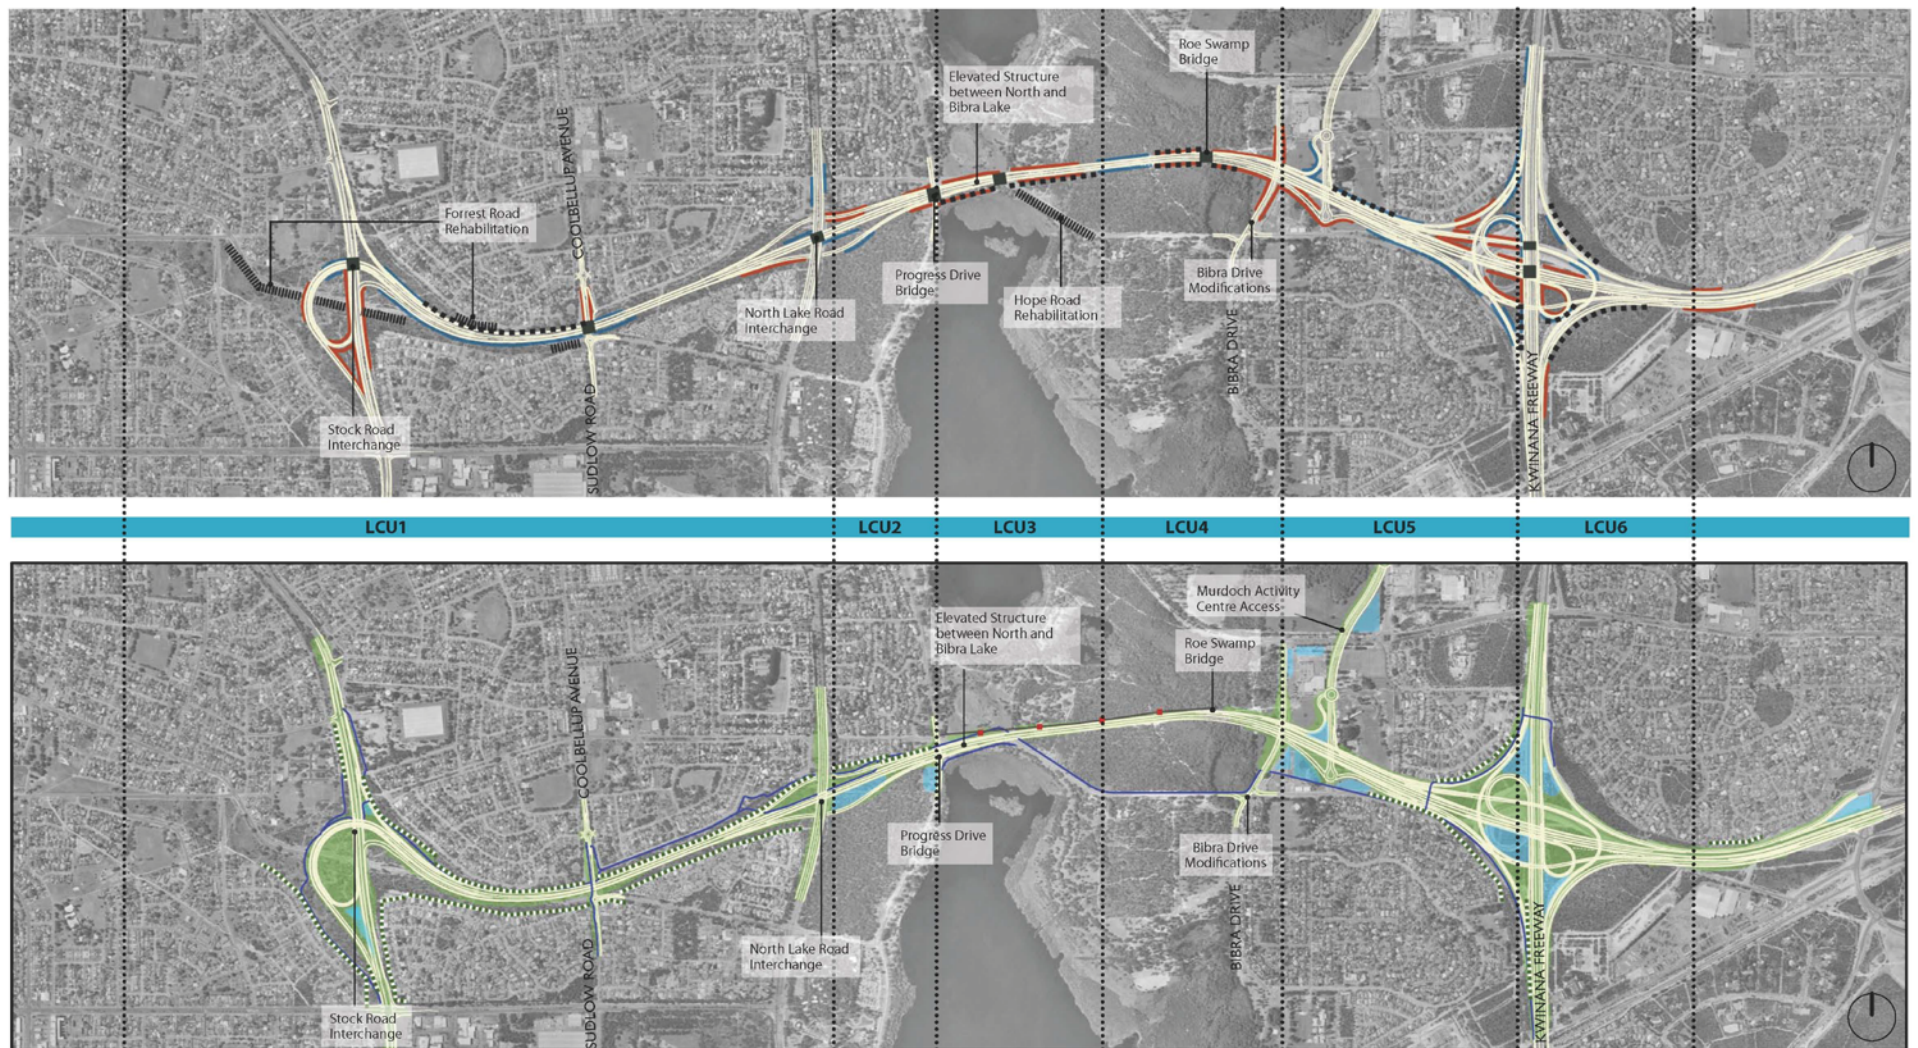 Roe Swamp
Bridge
Elevated Structure
between North and
Bibra Lake
COOLBELLUP AVENUE
Forrest Road
Rehabilitation
Progress Drive
Bridge
Bibra Drive
Modifications
Hope Road
Rehabilitation
North Lake Road
Interchange
BIBRA DRIVE
KWINANA FREEWAY
SUDLOW ROAD
Stock Road
Interchange
LCU1
LCU2
LCU3
LCU4
LCU5
LCU6
Murdoch Activity
Centre Access
Elevated Structure
between North and
Bibra Lake
Roe Swamp
Bridge
COOLBELLUP AVENUE
Progress Drive
Bridge
Bibra Drive
Modifications
BIBRA DRIVE
KWINANA FREEWAY
North Lake Road
Interchange
SUDLOW ROAD
Stock Road
Interchange